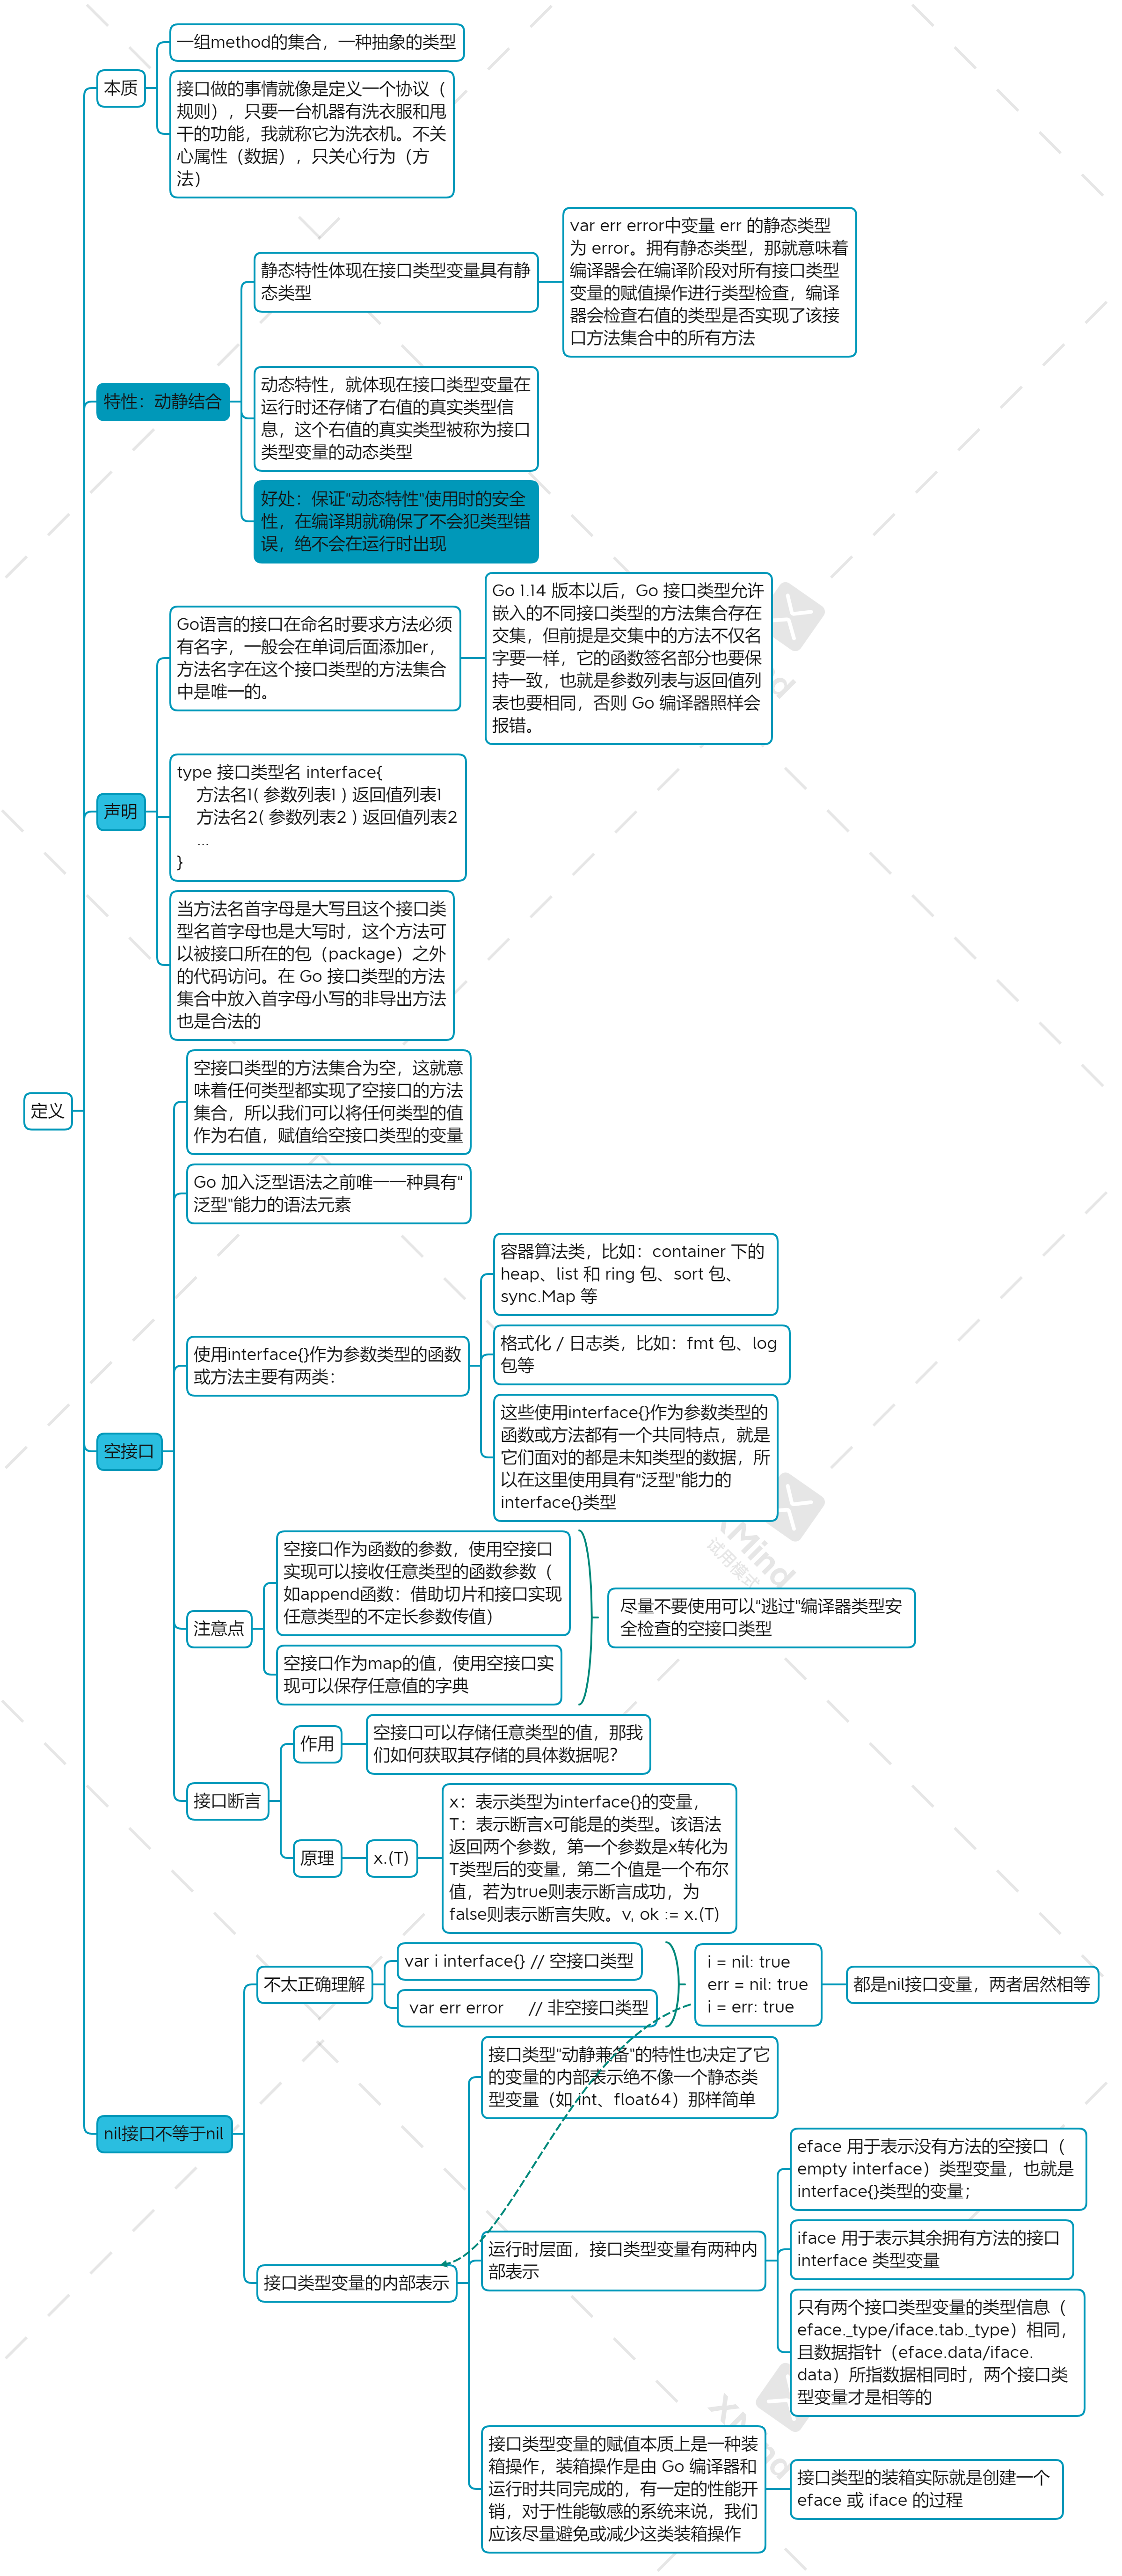 一组method的集合，一种抽象的类型
本质
接口做的事情就像是定义一个协议（
规则），只要一台机器有洗衣服和甩
干的功能，我就称它为洗衣机。不关
心属性（数据），只关心行为（方
法）
特性：动静结合
静态特性体现在接口类型变量具有静
态类型
var err error中变量 err 的静态类型
为 error。拥有静态类型，那就意味着
编译器会在编译阶段对所有接口类型
变量的赋值操作进行类型检查，编译
器会检查右值的类型是否实现了该接
口方法集合中的所有方法
动态特性，就体现在接口类型变量在
运行时还存储了右值的真实类型信
息，这个右值的真实类型被称为接口
类型变量的动态类型
好处：保证"动态特性"使用时的安全
性，在编译期就确保了不会犯类型错
误，绝不会在运行时出现
声明
Go语言的接口在命名时要求方法必须
有名字，一般会在单词后面添加er，
方法名字在这个接口类型的方法集合
中是唯一的。
Go 1.14 版本以后，Go 接口类型允许
嵌入的不同接口类型的方法集合存在
交集，但前提是交集中的方法不仅名
字要一样，它的函数签名部分也要保
持一致，也就是参数列表与返回值列
表也要相同，否则 Go 编译器照样会
报错。
type 接口类型名 interface{
方法名1( 参数列表1 ) 返回值列表1
方法名2( 参数列表2 ) 返回值列表2
...
}
当方法名首字母是大写且这个接口类
型名首字母也是大写时，这个方法可
以被接口所在的包（package）之外
的代码访问。在 Go 接口类型的方法
集合中放入首字母小写的非导出方法
也是合法的
定义
空接口
空接口类型的方法集合为空，这就意
味着任何类型都实现了空接口的方法
集合，所以我们可以将任何类型的值
作为右值，赋值给空接口类型的变量
Go 加入泛型语法之前唯一一种具有"
泛型"能力的语法元素
使用interface{}作为参数类型的函数
或方法主要有两类：
容器算法类，比如：container 下的
heap、list 和 ring 包、sort 包、
sync.Map 等
格式化 / 日志类，比如：fmt 包、log
包等
这些使用interface{}作为参数类型的
函数或方法都有一个共同特点，就是
它们面对的都是未知类型的数据，所
以在这里使用具有"泛型"能力的
interface{}类型
注意点
空接口作为函数的参数，使用空接口
实现可以接收任意类型的函数参数（
如append函数：借助切片和接口实现
任意类型的不定长参数传值）
空接口作为map的值，使用空接口实
现可以保存任意值的字典
尽量不要使用可以"逃过"编译器类型安
全检查的空接口类型
接口断言
作用
空接口可以存储任意类型的值，那我
们如何获取其存储的具体数据呢？
原理
x.(T)
x：表示类型为interface{}的变量，
T：表示断言x可能是的类型。该语法
返回两个参数，第一个参数是x转化为
T类型后的变量，第二个值是一个布尔
值，若为true则表示断言成功，为
false则表示断言失败。v, ok := x.(T)
nil接口不等于nil
不太正确理解
var i interface{} // 空接口类型
var err error // 非空接口类型
i = nil: true
err = nil: true
i = err: true
都是nil接口变量，两者居然相等
接口类型变量的内部表示
接口类型"动静兼备"的特性也决定了它
的变量的内部表示绝不像一个静态类
型变量（如 int、float64）那样简单
运行时层面，接口类型变量有两种内
部表示
eface 用于表示没有方法的空接口（
empty interface）类型变量，也就是
interface{}类型的变量；
iface 用于表示其余拥有方法的接口
interface 类型变量
只有两个接口类型变量的类型信息（
eface._type/iface.tab._type）相同，
且数据指针（eface.data/iface.
data）所指数据相同时，两个接口类
型变量才是相等的
接口类型变量的赋值本质上是一种装
箱操作，装箱操作是由 Go 编译器和
运行时共同完成的，有一定的性能开
销，对于性能敏感的系统来说，我们
应该尽量避免或减少这类装箱操作
接口类型的装箱实际就是创建一个
eface 或 iface 的过程
XMind
试用模式